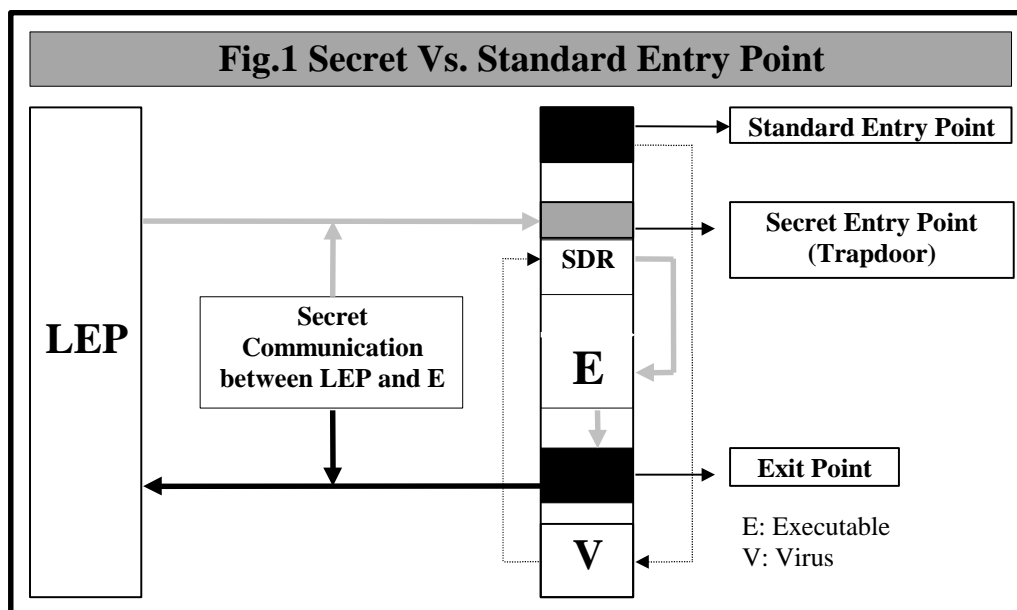 Fig.1 Secret Vs. Standard Entry Point
Standard Entry Point
Secret Entry Point
(Trapdoor)
SDR
LEP
Secret
Communication
between LEP and E
E
Exit Point
E: Executable
V: Virus
V